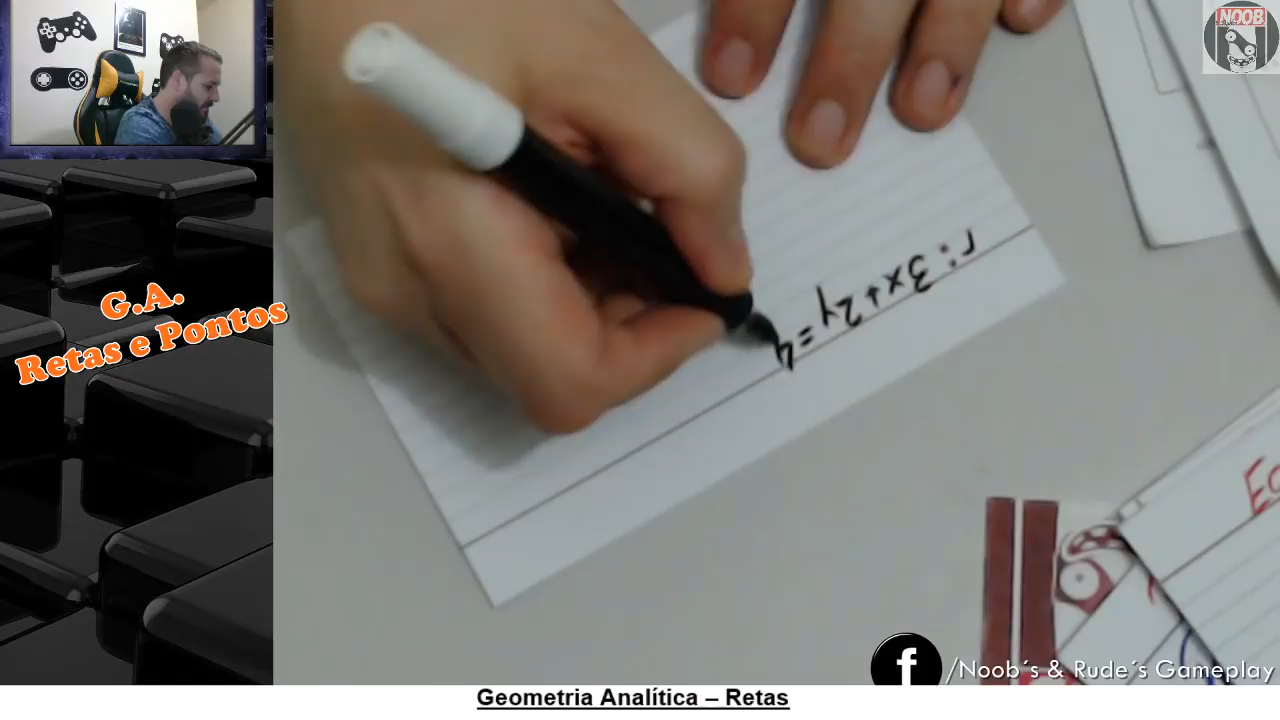 NOOB
G.A.
Retas e Pontos
r: 3x+2y=4
/Noob´s & Rude´s Gameplay
Geometria Analítica – Retas